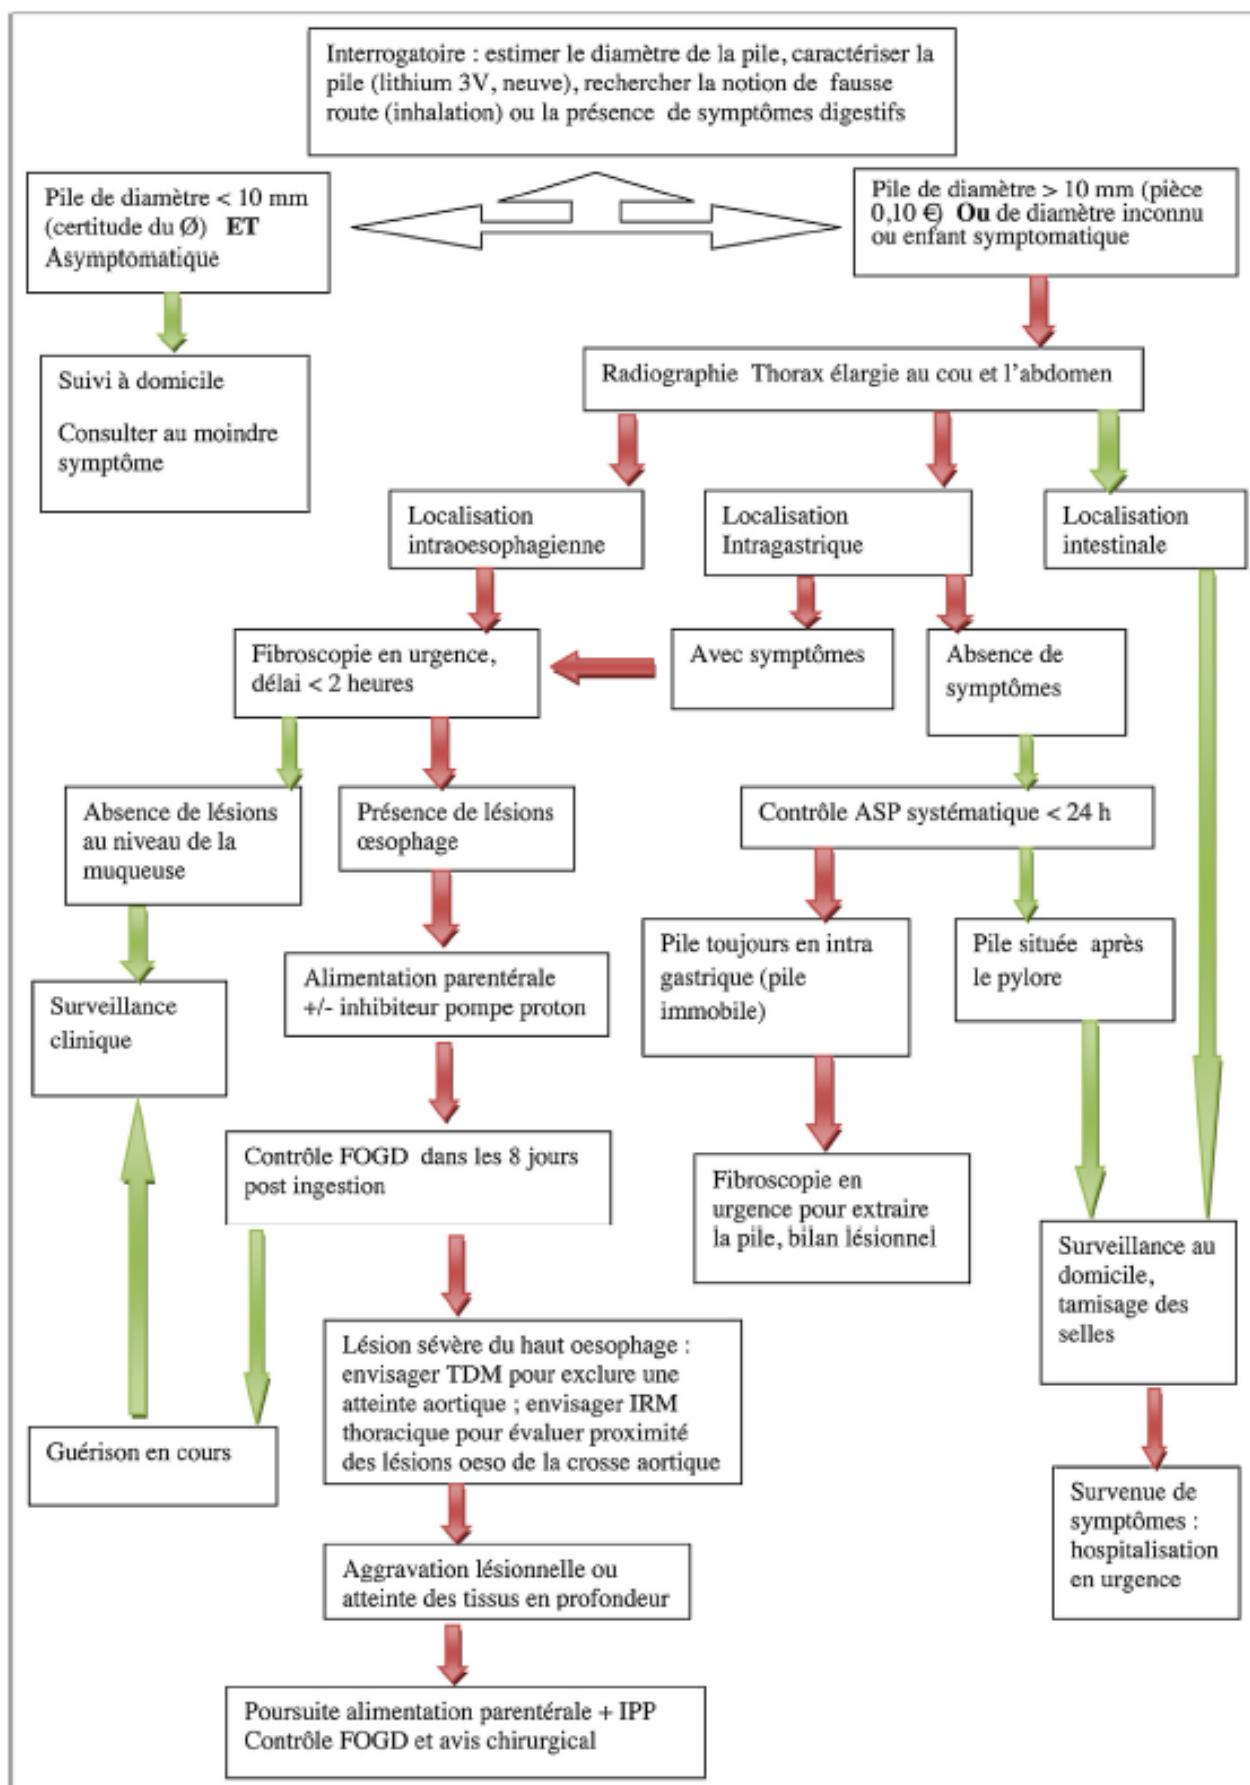 Interrogatoire : estimer le diamètre de la pile, caractériser la
pile (lithium 3V, neuve), rechercher la notion de fausse
route (inhalation) ou la présence de symptômes digestifs
Pile de diamètre < 10 mm
(certitude du Ø) ET
Asymptomatique
Pile de diamètre > 10 mm (pièce
0,10 €) Ou de diamètre inconnu
ou enfant symptomatique
Suivi à domicile
Consulter au moindre
symptôme
Radiographie Thorax élargie au cou et l'abdomen
Localisation
intraoesophagienne
Localisation
Intragastrique
Localisation
intestinale
Fibroscopie en urgence,
délai < 2 heures
Avec symptômes
Absence de
symptômes
Absence de lésions
au niveau de la
muqueuse
Présence de lésions
œsophage
Contrôle ASP systématique < 24 h
Surveillance
clinique
Alimentation parentérale
+/- inhibiteur pompe proton
Pile toujours en intra
gastrique (pile
immobile)
Pile située après
le pylore
Contrôle FOGD dans les 8 jours
post ingestion
Fibroscopie en
urgence pour extraire
la pile, bilan lésionnel
Surveillance au
domicile,
tamisage des
selles
Lésion sévère du haut oesophage :
envisager TDM pour exclure une
atteinte aortique ; envisager IRM
thoracique pour évaluer proximité
des lésions oeso de la crosse aortique
Guérison en cours
Survenue de
symptômes :
hospitalisation
en urgence
Aggravation lésionnelle ou
atteinte des tissus en profondeur
Poursuite alimentation parentérale + IPP
Contrôle FOGD et avis chirurgical